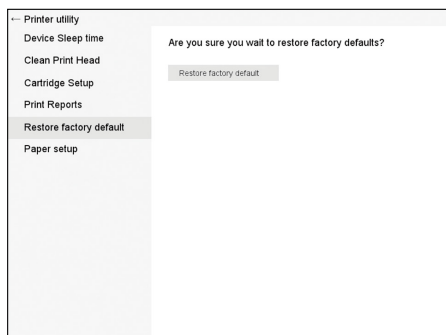 ← Printer utility
Device Sleep time
Clean Print Head
Cartridge Setup
Print Reports
Restore factory default
Paper setup
Are you sure you wait to restore factory defaults?
Restore factory default